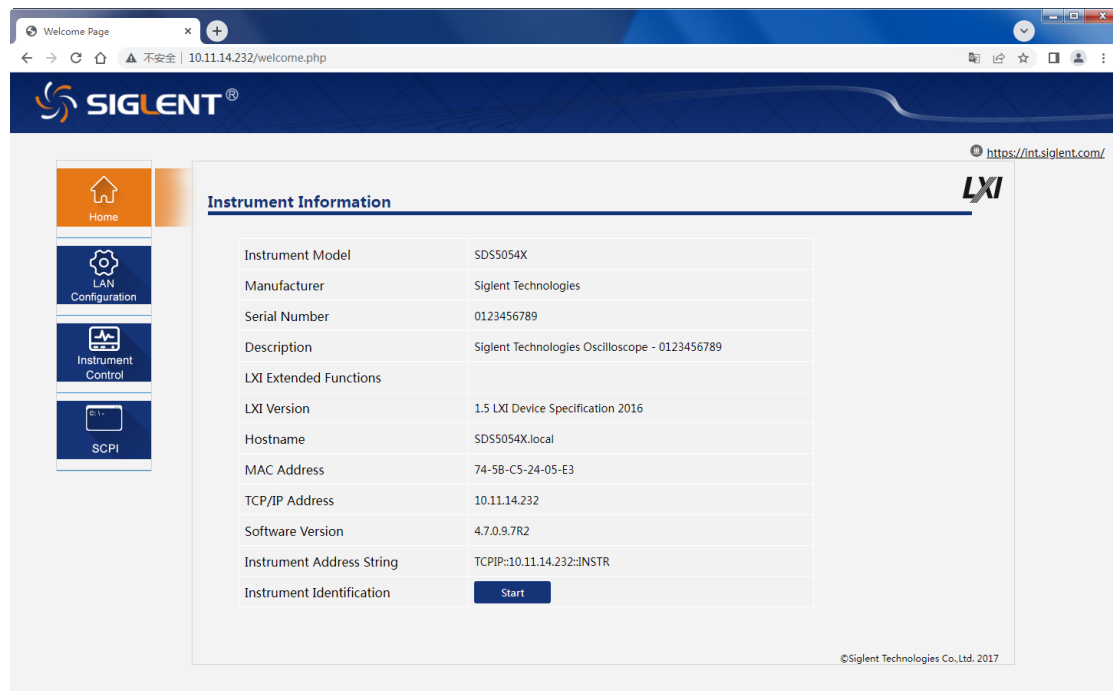 Welcome Page
不安全 | 10.11.14.232/welcome.php
SIGLENT®
https://int.siglent.com/
LXI
Home
LAN
Configuration
Instrument
Control
C:\-
SCPI
Instrument Information
Instrument Model SDS5054X
Manufacturer Siglent Technologies
Serial Number 0123456789
Description Siglent Technologies Oscilloscope - 0123456789
LXI Extended Functions
LXI Version 1.5 LXI Device Specification 2016
Hostname SDS5054X.local
MAC Address 74-5B-C5-24-05-E3
TCP/IP Address 10.11.14.232
Software Version 4.7.0.9.7R2
Instrument Address String TCPIP::10.11.14.232::INSTR
Instrument Identification Start
©Siglent Technologies Co.,Ltd. 2017